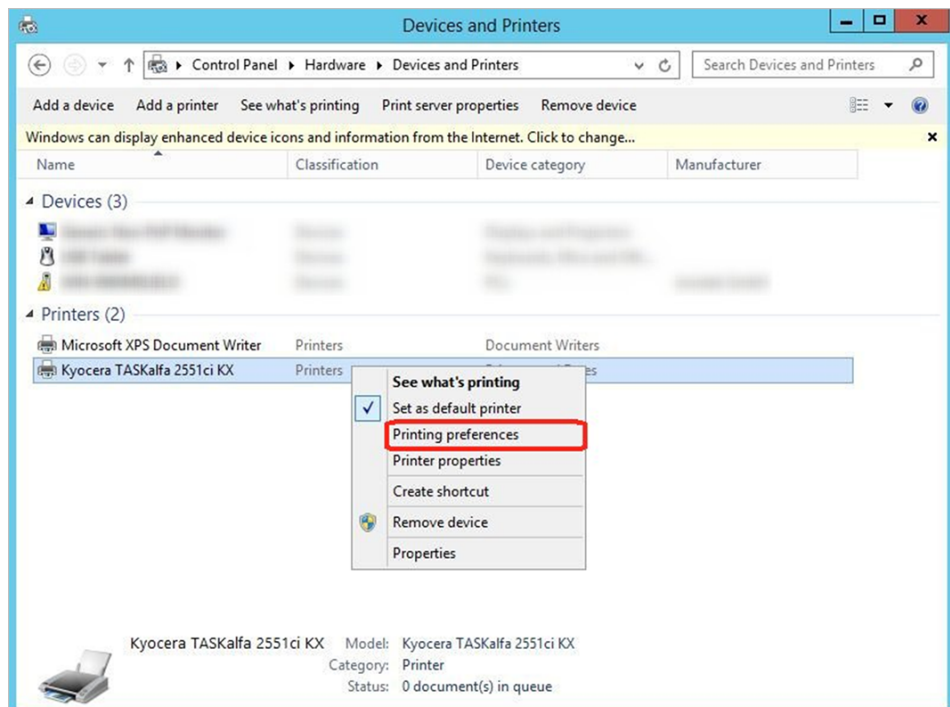 Devices and Printers
Control Panel Hardware Devices and Printers
Search Devices and Printers
Add a device Add a printer See what's printing Print server properties Remove device
Windows can display enhanced device icons and information from the Internet. Click to change...
Name Classification Device category Manufacturer
Devices (3)
Printers (2)
Microsoft XPS Document Writer Printers Document Writers
Kyocera TASKalfa 2551ci KX Printers
See what's printing
Set as default printer
Printing preferences
Printer properties
Create shortcut
Remove device
Properties
Kyocera TASKalfa 2551ci KX Model: Kyocera TASKalfa 2551ci KX
Category: Printer
Status: 0 document(s) in queue